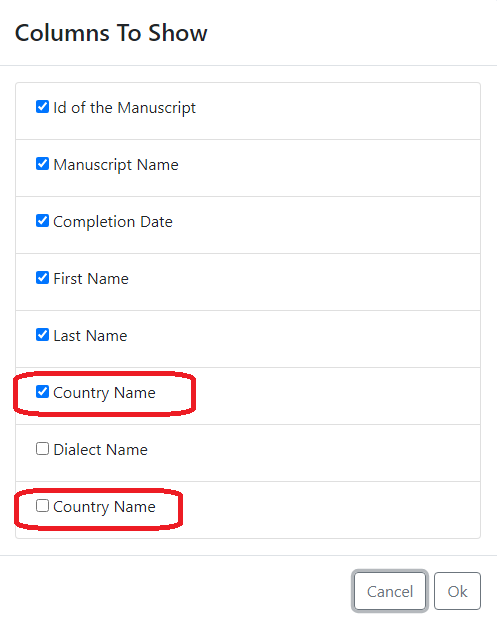 Columns To Show
Id of the Manuscript
Manuscript Name
Completion Date
First Name
Last Name
Country Name
Dialect Name
Country Name
Cancel Ok